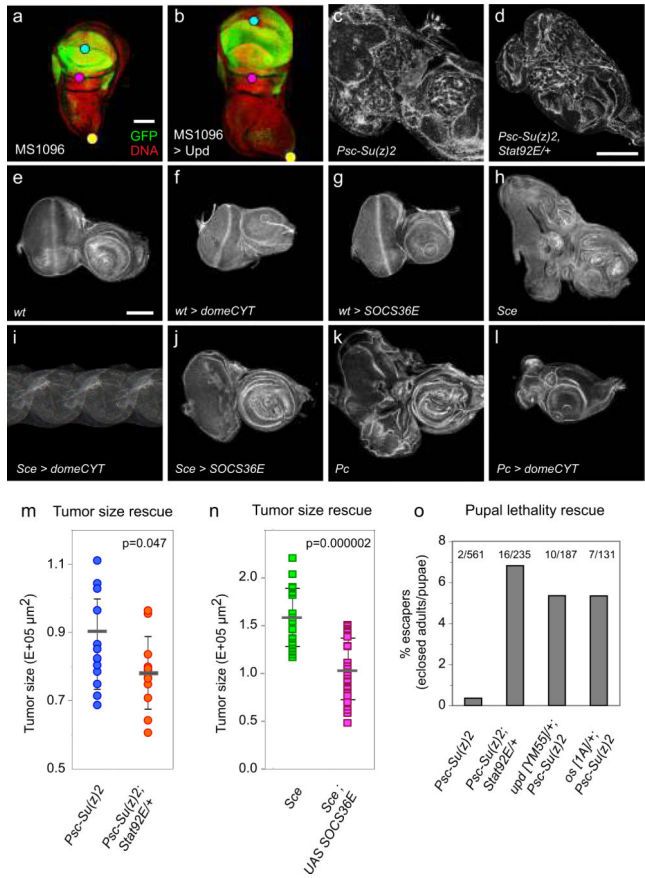 a
b
c
d
MS1096
GFP
DNA
MS1096
> Upd
Psc-Su(z)2
Psc-Su(z)2,
Stat92E/+
e
f
g
h
wt
wt > domeCYT
wt > SOCS36E
Sce
i
j
k
l
Sce > domeCYT
Sce > SOCS36E
Pc
Pc > domeCYT
m Tumor size rescue
n Tumor size rescue
o Pupal lethality rescue
p=0.047
p=0.000002
2/561 16/235 10/187 7/131
Tumor size (E+05 µm²)
1.1
0.9
0.7
0.5
Psc-Su(z)2
Psc-Su(z)2;
Stat92E/+
Tumor size (E+05 µm²)
2.0
1.5
1.0
0.5
0.0
Sce
Sce ;
UAS SOCS36E
% escapers
(eclosed adults/pupae)
8
6
4
2
0
Psc-Su(z)2
Psc-Su(z)2;
Stat92E/+
upd [YM55]/+;
Psc-Su(z)2
os [1A]/+;
Psc-Su(z)2